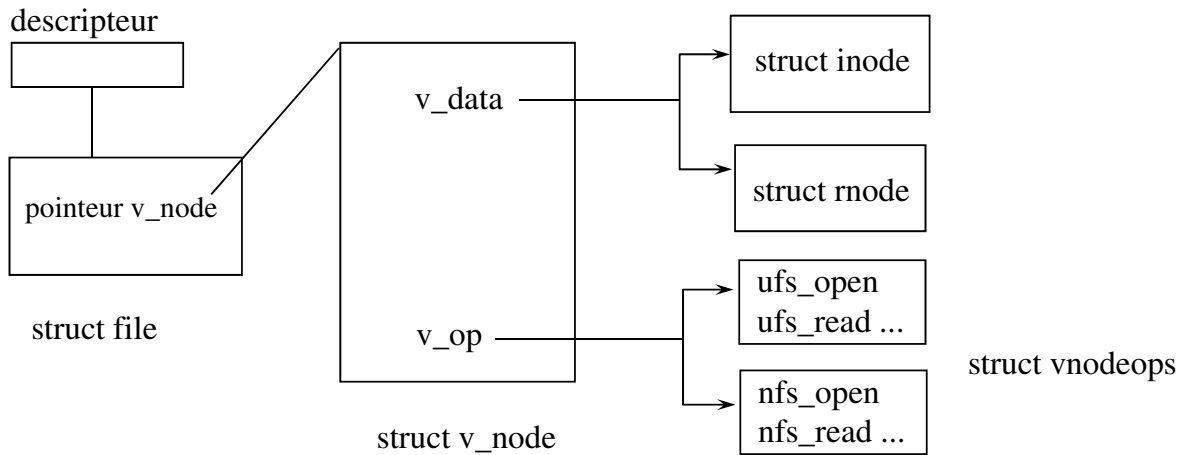 descripteur
pointeur v_node
struct file
v_data
v_op
struct v_node
struct inode
struct rnode
ufs_open
ufs_read ...
nfs_open
nfs_read ...
struct vnodeops